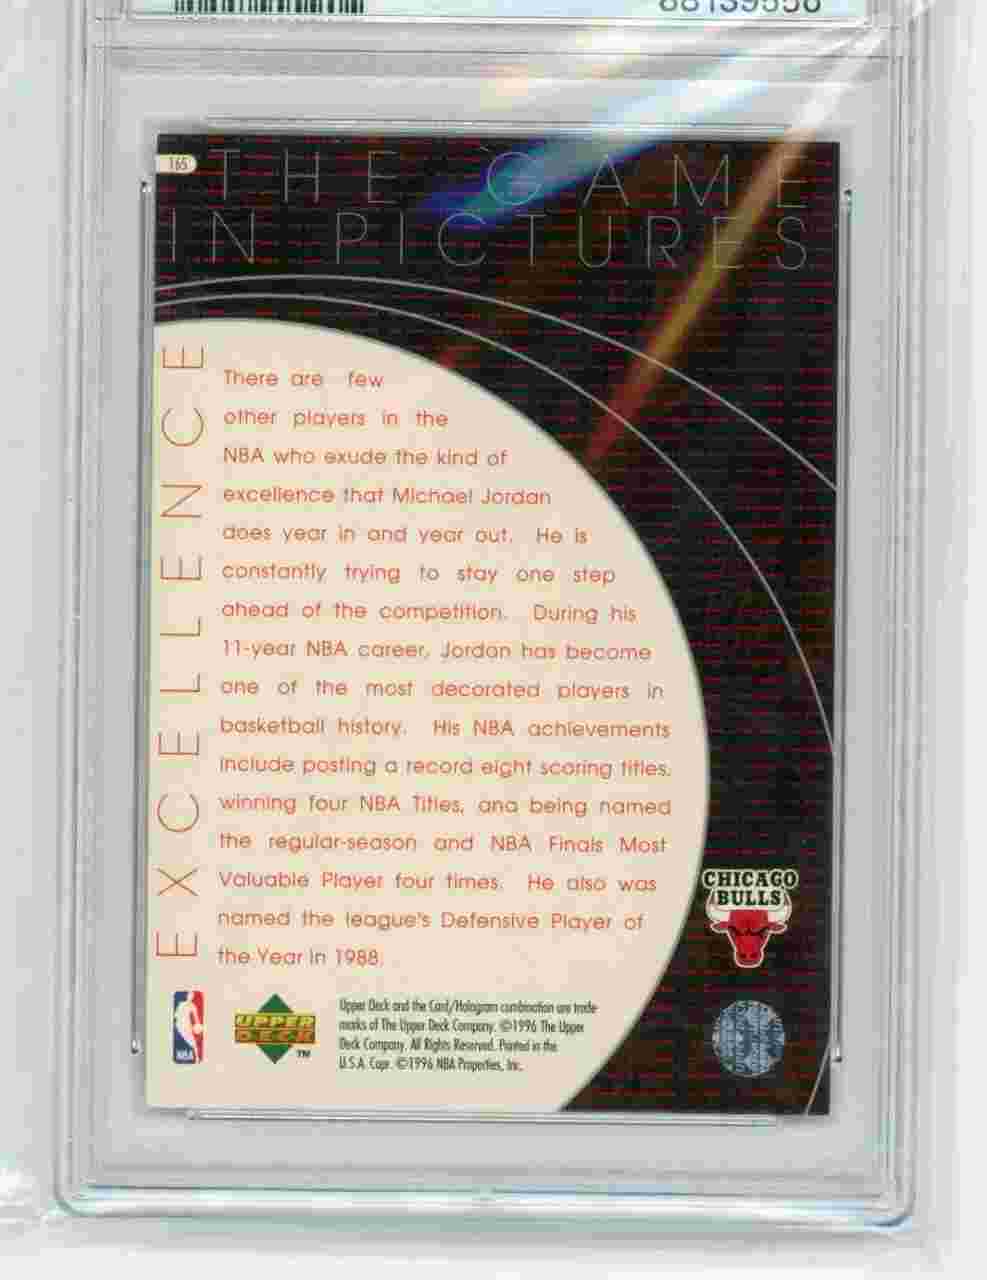 165
THE GAME
IN PICTURES
EXCELLENCE
There are few
other players in the
NBA who exude the kind of
excellence that Michael Jordan
does year in and year out. He is
constantly trying to stay one step
ahead of the competition. During his
11-year NBA career, Jordan has become
one of the most decorated players in
basketball history. His NBA achievements
include posting a record eight scoring titles,
winning four NBA Titles, and being named
the regular-season and NBA Finals Most
Valuable Player four times. He also was
named the league's Defensive Player of
the Year in 1988.
CHICAGO
BULLS
NBA
UPPER
DECK
™
Upper Deck and the Card/Hologram combination are trade
marks of The Upper Deck Company. ©1996 The Upper
Deck Company. All Rights Reserved. Printed in the
U.S.A. Copr. ©1996 NBA Properties, Inc.